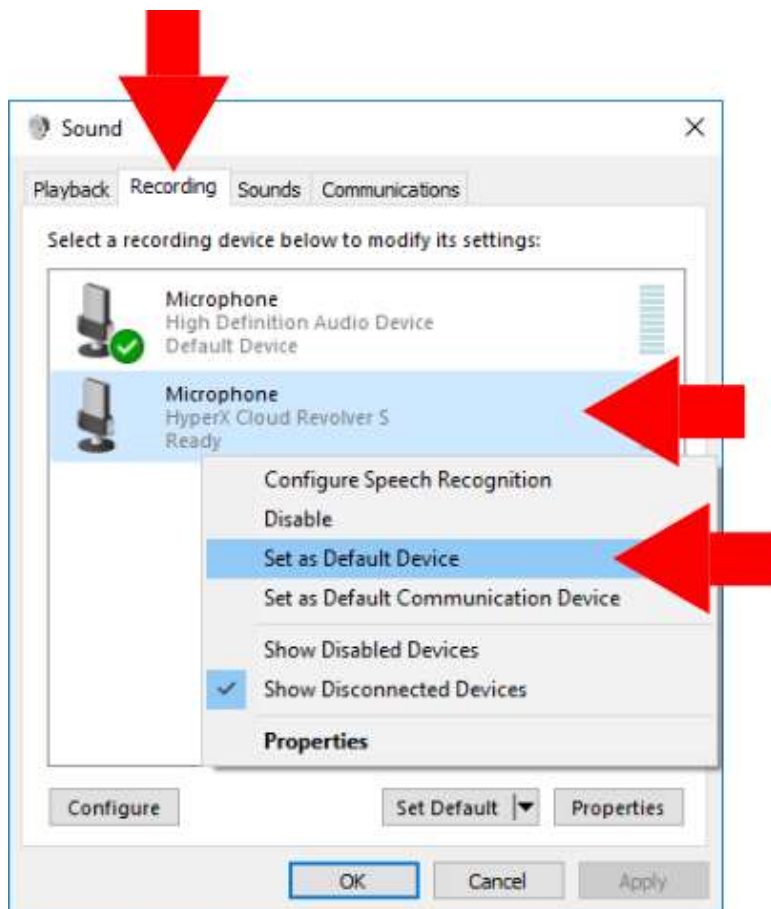 Sound
Playback Recording Sounds Communications
Select a recording device below to modify its settings:
Microphone
High Definition Audio Device
Default Device
Microphone
HyperX Cloud Revolver S
Ready
Configure Speech Recognition
Disable
Set as Default Device
Set as Default Communication Device
Show Disabled Devices
Show Disconnected Devices
Properties
Configure Set Default Properties
OK Cancel Apply